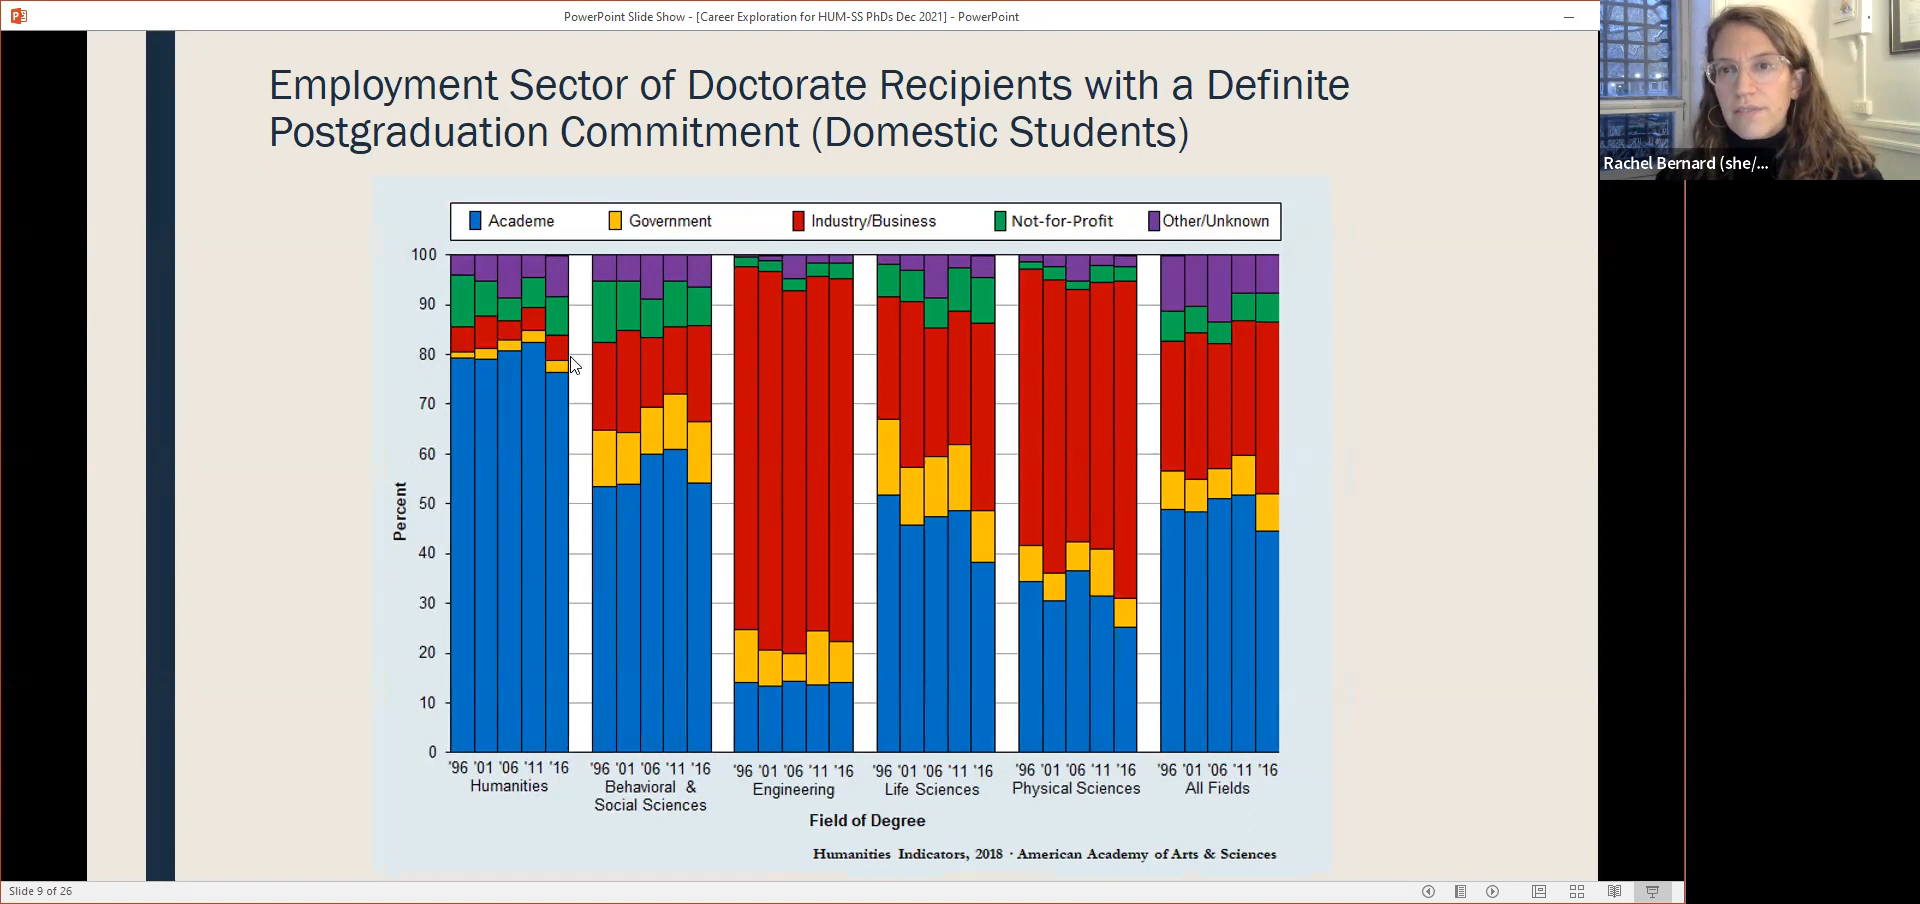 PowerPoint Slide Show - [Career Exploration for HUM-SS PhDs Dec 2021] - PowerPoint
Rachel Bernard (she/...
Employment Sector of Doctorate Recipients with a Definite
Postgraduation Commitment (Domestic Students)
Academe Government Industry/Business Not-for-Profit Other/Unknown
100
90
80
70
60
50
40
30
20
10
0
Percent
'96 '01 '06 '11 '16 '96 '01 '06 '11 '16 '96 '01 '06 '11 '16 '96 '01 '06 '11 '16 '96 '01 '06 '11 '16 '96 '01 '06 '11 '16
Humanities Behavioral & Engineering Life Sciences Physical Sciences All Fields
Social Sciences
Field of Degree
Humanities Indicators, 2018 · American Academy of Arts & Sciences
Slide 9 of 26